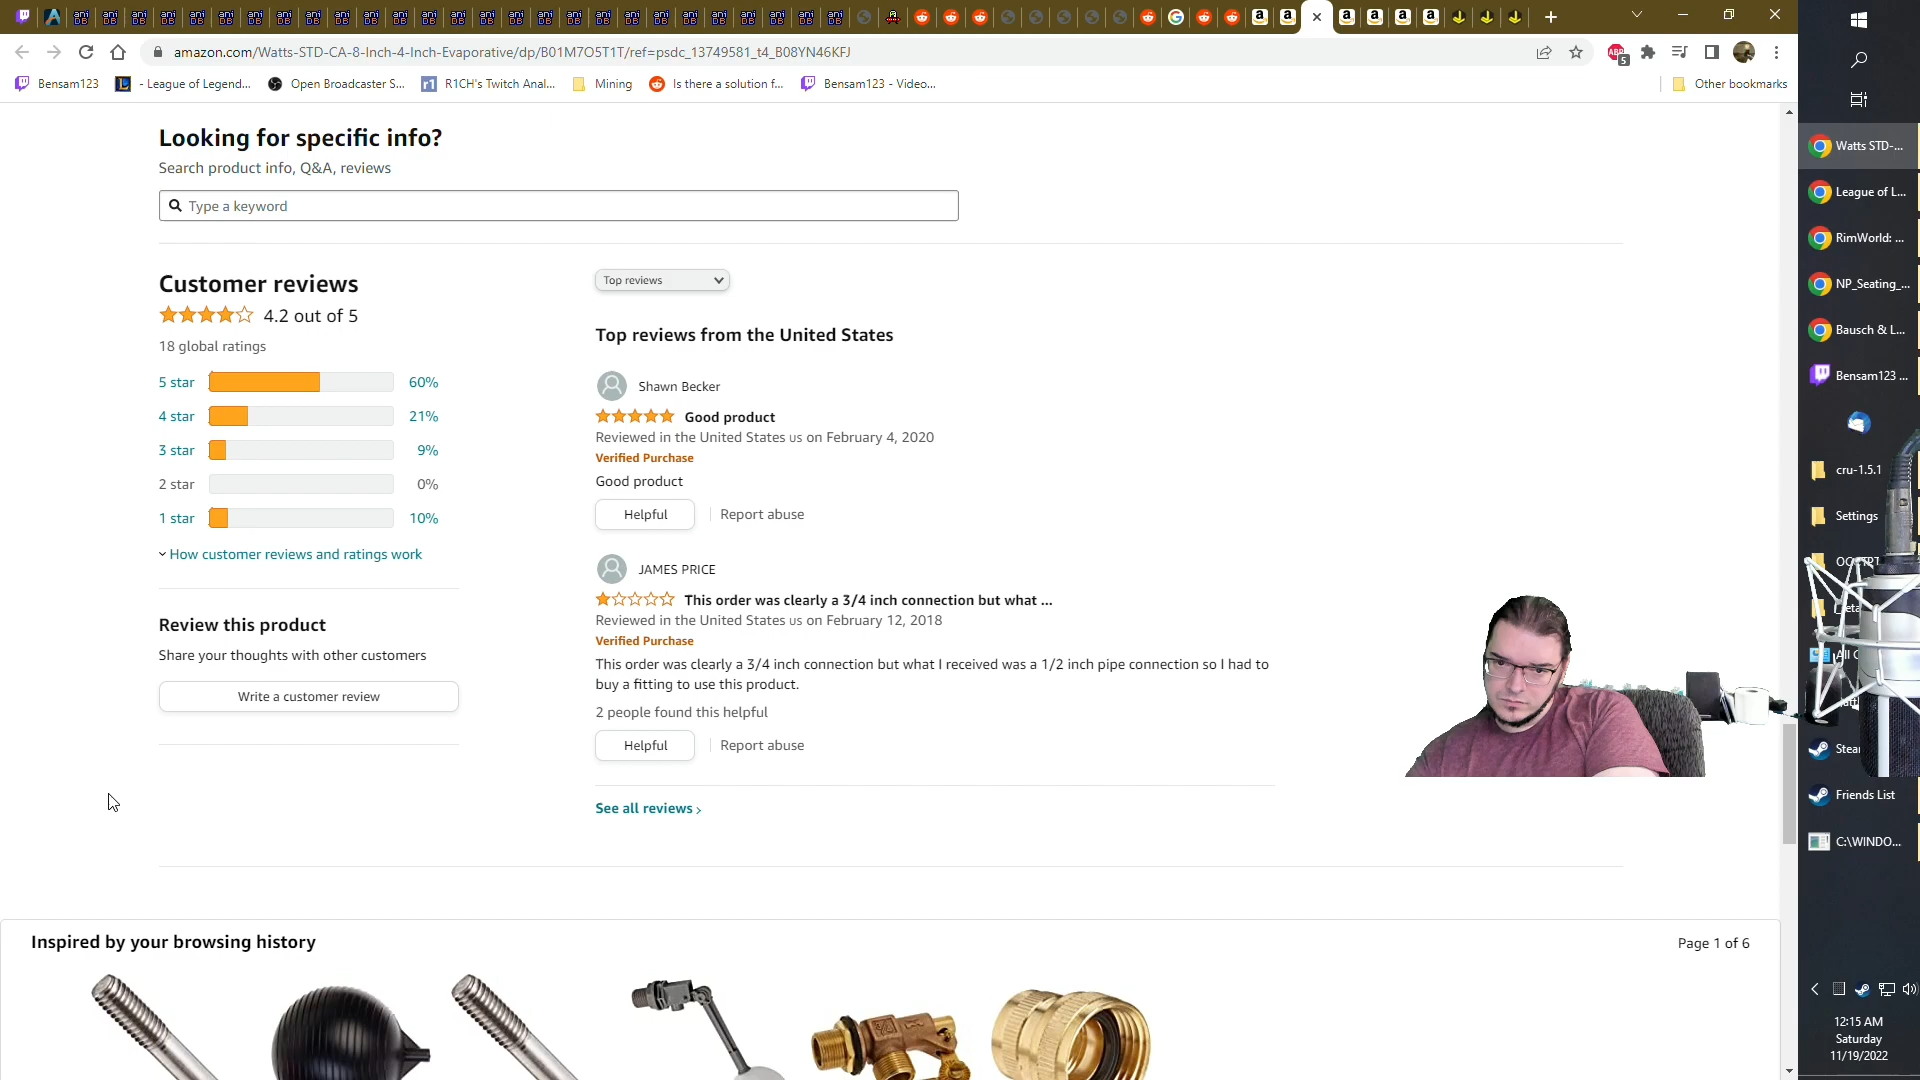 amazon.com/Watts-STD-CA-8-Inch-4-Inch-Evaporative/dp/B01M7O5T1T/ref=psdc_13749581_t4_B08YN46KFJ
ABP
5
Bensam123
- League of Legend...
Open Broadcaster S...
r1
R1CH's Twitch Anal...
Mining
Is there a solution f...
Bensam123 - Video...
Other bookmarks
Looking for specific info?
Search product info, Q&A, reviews
Type a keyword
Customer reviews
4.2 out of 5
18 global ratings
5 star 60%
4 star 21%
3 star 9%
2 star 0%
1 star 10%
How customer reviews and ratings work
Review this product
Share your thoughts with other customers
Write a customer review
Top reviews
Top reviews from the United States
Shawn Becker
Good product
Reviewed in the United States US on February 4, 2020
Verified Purchase
Good product
Helpful
Report abuse
JAMES PRICE
This order was clearly a 3/4 inch connection but what ...
Reviewed in the United States US on February 12, 2018
Verified Purchase
This order was clearly a 3/4 inch connection but what I received was a 1/2 inch pipe connection so I had to
buy a fitting to use this product.
2 people found this helpful
Helpful
Report abuse
See all reviews ›
Inspired by your browsing history
Page 1 of 6
Watts STD-...
League of L...
RimWorld: ...
NP_Seating_...
Bausch & L...
Bensam123 ...
cru-1.5.1
Settings
Friends List
C:\WINDO...
12:15 AM
Saturday
11/19/2022